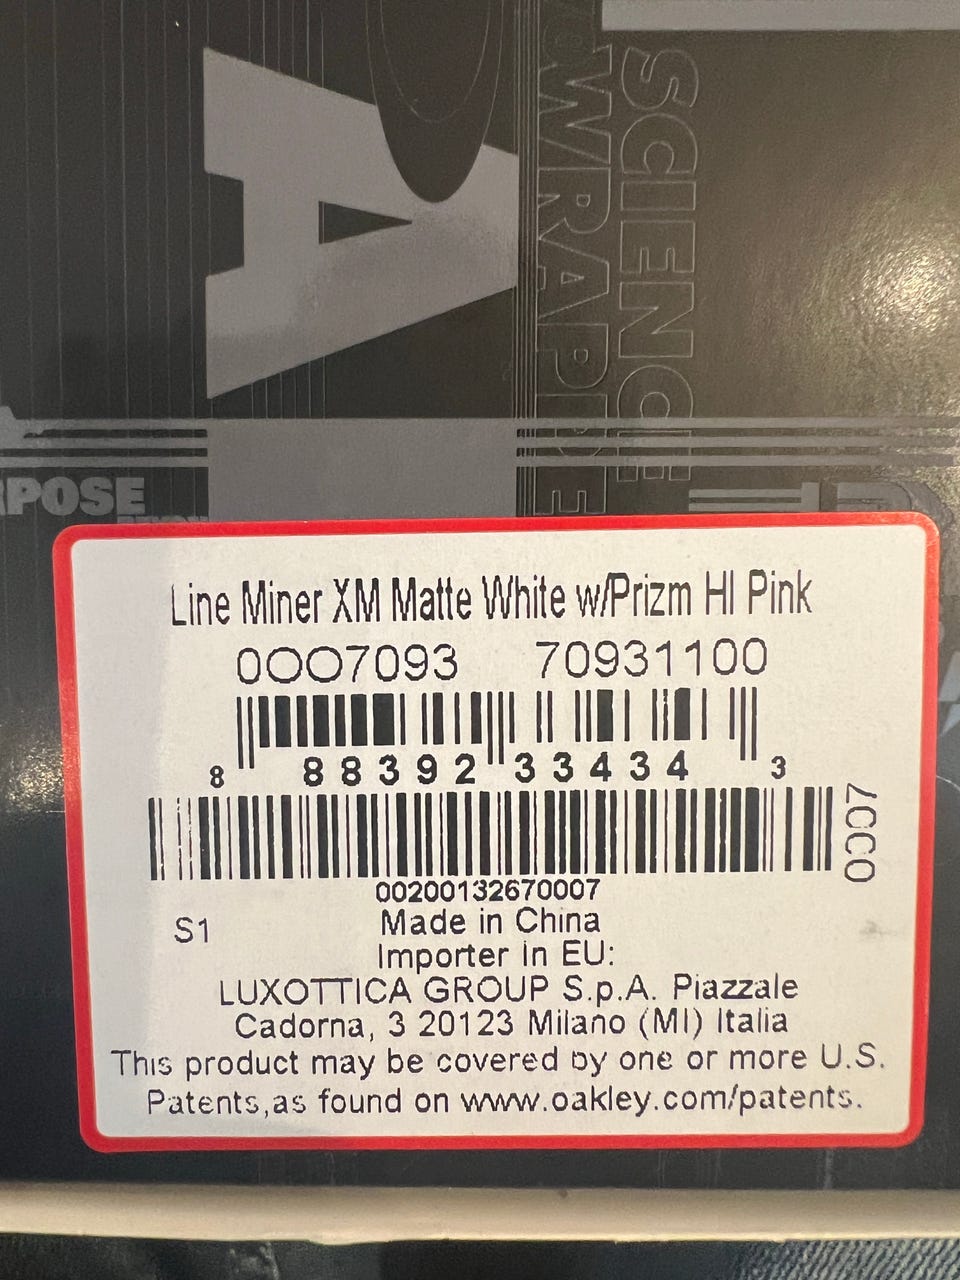 A
SCIENCE
WRAPPED
RPOSE
Line Miner XM Matte White w/Prizm HI Pink
0OO7093 70931100
8 88392 33434 3
0007
00200132670007
S1 Made in China
Importer in EU:
LUXOTTICA GROUP S.p.A. Piazzale
Cadorna, 3 20123 Milano (MI) Italia
This product may be covered by one or more U.S.
Patents,as found on www.oakley.com/patents.